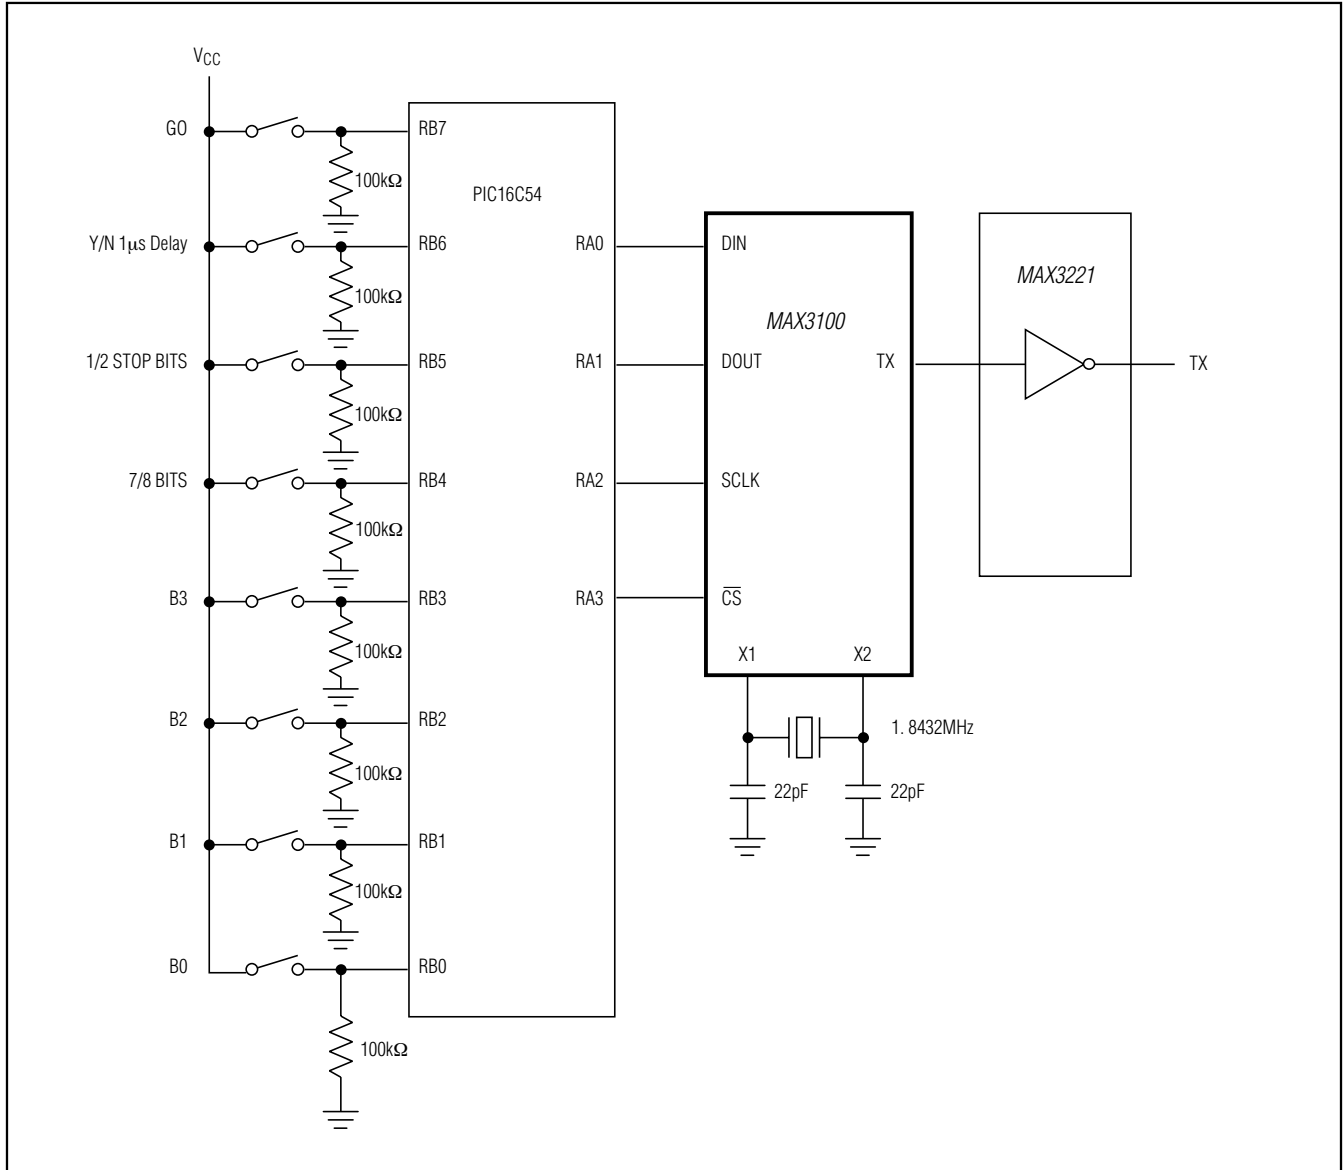 VCC
GO
RB7
100kΩ
PIC16C54
Y/N 1μs Delay
RB6
RA0
DIN
100kΩ
MAX3221
MAX3100
1/2 STOP BITS
RB5
RA1
DOUT
TX
TX
100kΩ
7/8 BITS
RB4
RA2
SCLK
100kΩ
B3
RB3
RA3
CS
100kΩ
X1
X2
B2
RB2
1. 8432MHz
100kΩ
22pF
22pF
B1
RB1
100kΩ
B0
RB0
100kΩ